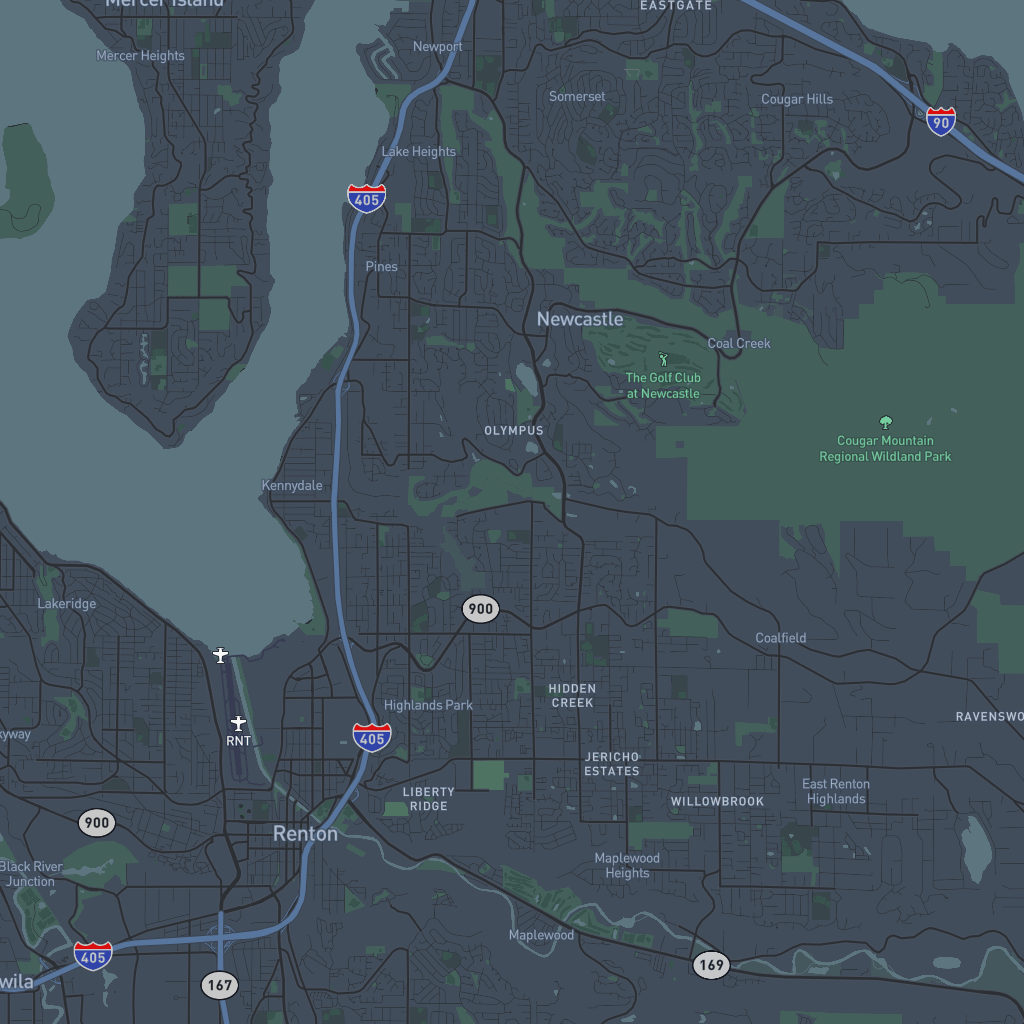 Mercer Island
EASTGATE
Newport
Mercer Heights
Somerset
Cougar Hills
90
Lake Heights
405
Pines
Newcastle
Coal Creek
The Golf Club
at Newcastle
OLYMPUS
Cougar Mountain
Regional Wildland Park
Kennydale
Lakeridge
900
Coalfield
HIDDEN
CREEK
Highlands Park
RAVENSWO
kyway
RNT
405
JERICHO
ESTATES
East Renton
Highlands
LIBERTY
RIDGE
WILLOWBROOK
900
Renton
Maplewood
Heights
Black River
Junction
Maplewood
405
169
wila
167